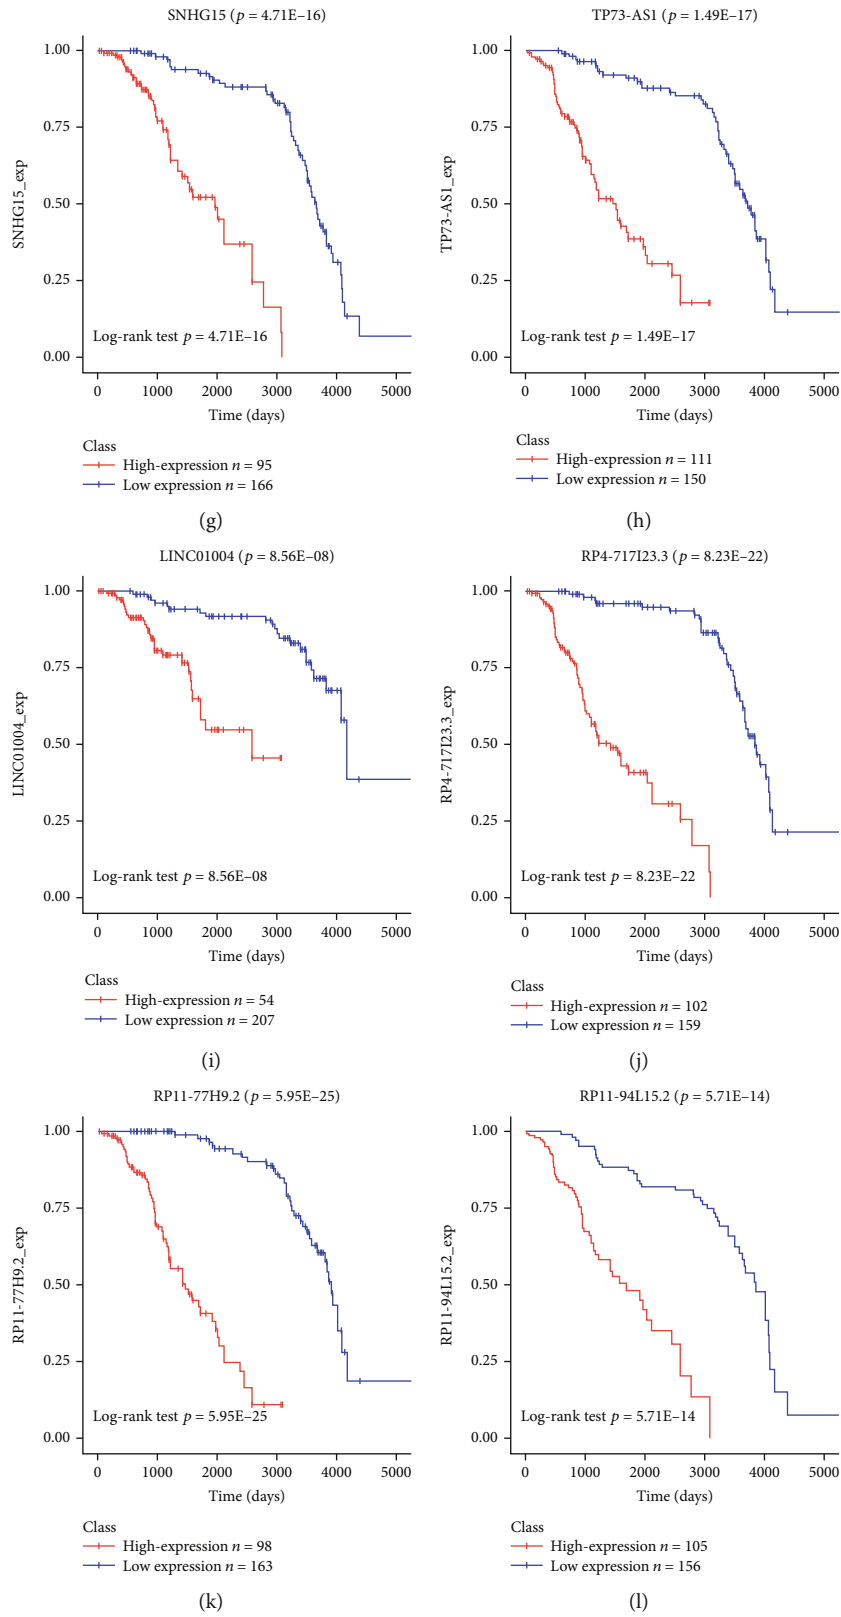 SNHG15 (p = 4.71E–16)
1.00
0.75
0.50
0.25
0.00
SNHG15_exp
Log-rank test p = 4.71E–16
0 1000 2000 3000 4000 5000
Time (days)
Class
High-expression n = 95
Low expression n = 166
(g)
TP73-AS1 (p = 1.49E–17)
1.00
0.75
0.50
0.25
0.00
TP73-AS1_exp
Log-rank test p = 1.49E–17
0 1000 2000 3000 4000 5000
Time (days)
Class
High-expression n = 111
Low expression n = 150
(h)
LINC01004 (p = 8.56E–08)
1.00
0.75
0.50
0.25
0.00
LINC01004_exp
Log-rank test p = 8.56E–08
0 1000 2000 3000 4000 5000
Time (days)
Class
High-expression n = 54
Low expression n = 207
(i)
RP4-717I23.3 (p = 8.23E–22)
1.00
0.75
0.50
0.25
0.00
RP4-717I23.3_exp
Log-rank test p = 8.23E–22
0 1000 2000 3000 4000 5000
Time (days)
Class
High-expression n = 102
Low expression n = 159
(j)
RP11-77H9.2 (p = 5.95E–25)
1.00
0.75
0.50
0.25
0.00
RP11-77H9.2_exp
Log-rank test p = 5.95E–25
0 1000 2000 3000 4000 5000
Time (days)
Class
High-expression n = 98
Low expression n = 163
(k)
RP11-94L15.2 (p = 5.71E–14)
1.00
0.75
0.50
0.25
0.00
RP11-94L15.2_exp
Log-rank test p = 5.71E–14
0 1000 2000 3000 4000 5000
Time (days)
Class
High-expression n = 105
Low expression n = 156
(l)